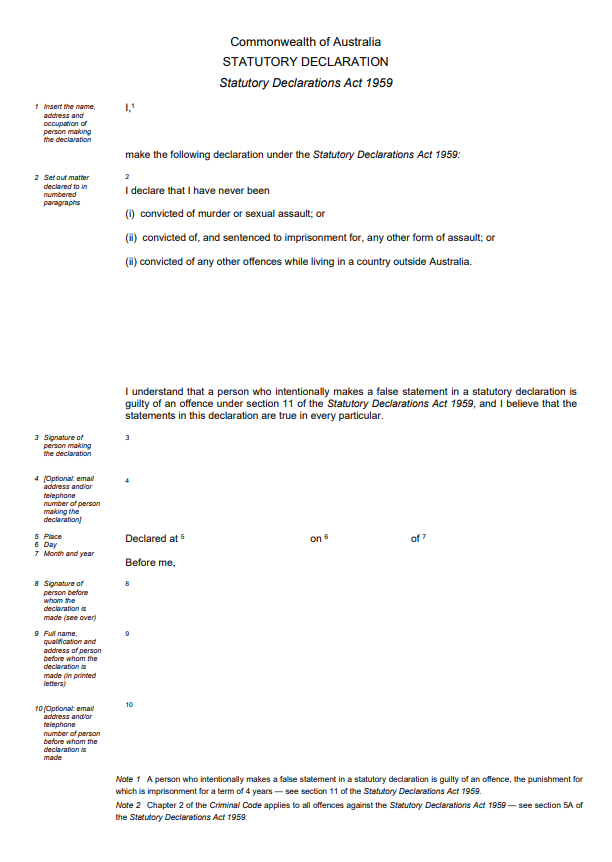 Commonwealth of Australia
STATUTORY DECLARATION
Statutory Declarations Act 1959
1 Insert the name,
address and
occupation of
person making
the declaration
I,1
make the following declaration under the Statutory Declarations Act 1959:
2 Set out matter
declared to in
numbered
paragraphs
2
I declare that I have never been
(i) convicted of murder or sexual assault; or
(ii) convicted of, and sentenced to imprisonment for, any other form of assault; or
(ii) convicted of any other offences while living in a country outside Australia.
I understand that a person who intentionally makes a false statement in a statutory declaration is
guilty of an offence under section 11 of the Statutory Declarations Act 1959, and I believe that the
statements in this declaration are true in every particular.
3 Signature of
person making
the declaration
3
4 [Optional: email
address and/or
telephone
number of person
making the
declaration]
4
5 Place
6 Day
7 Month and year
Declared at 5 on 6 of 7
Before me,
8 Signature of
person before
whom the
declaration is
made (see over)
8
9 Full name,
qualification and
address of person
before whom the
declaration is
made (in printed
letters)
9
10 [Optional: email
address and/or
telephone
number of person
before whom the
declaration is
made
10
Note 1 A person who intentionally makes a false statement in a statutory declaration is guilty of an offence, the punishment for
which is imprisonment for a term of 4 years — see section 11 of the Statutory Declarations Act 1959.
Note 2 Chapter 2 of the Criminal Code applies to all offences against the Statutory Declarations Act 1959 — see section 5A of
the Statutory Declarations Act 1959.